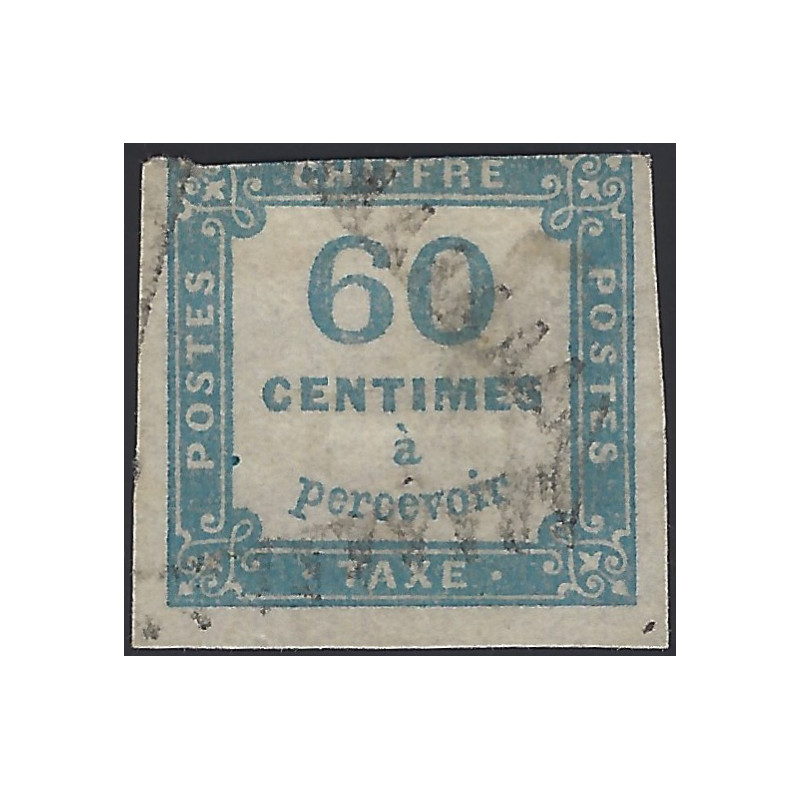 CHIFFRE
POSTES
60
CENTIMES
à
percevoir
POSTES
· TAXE ·